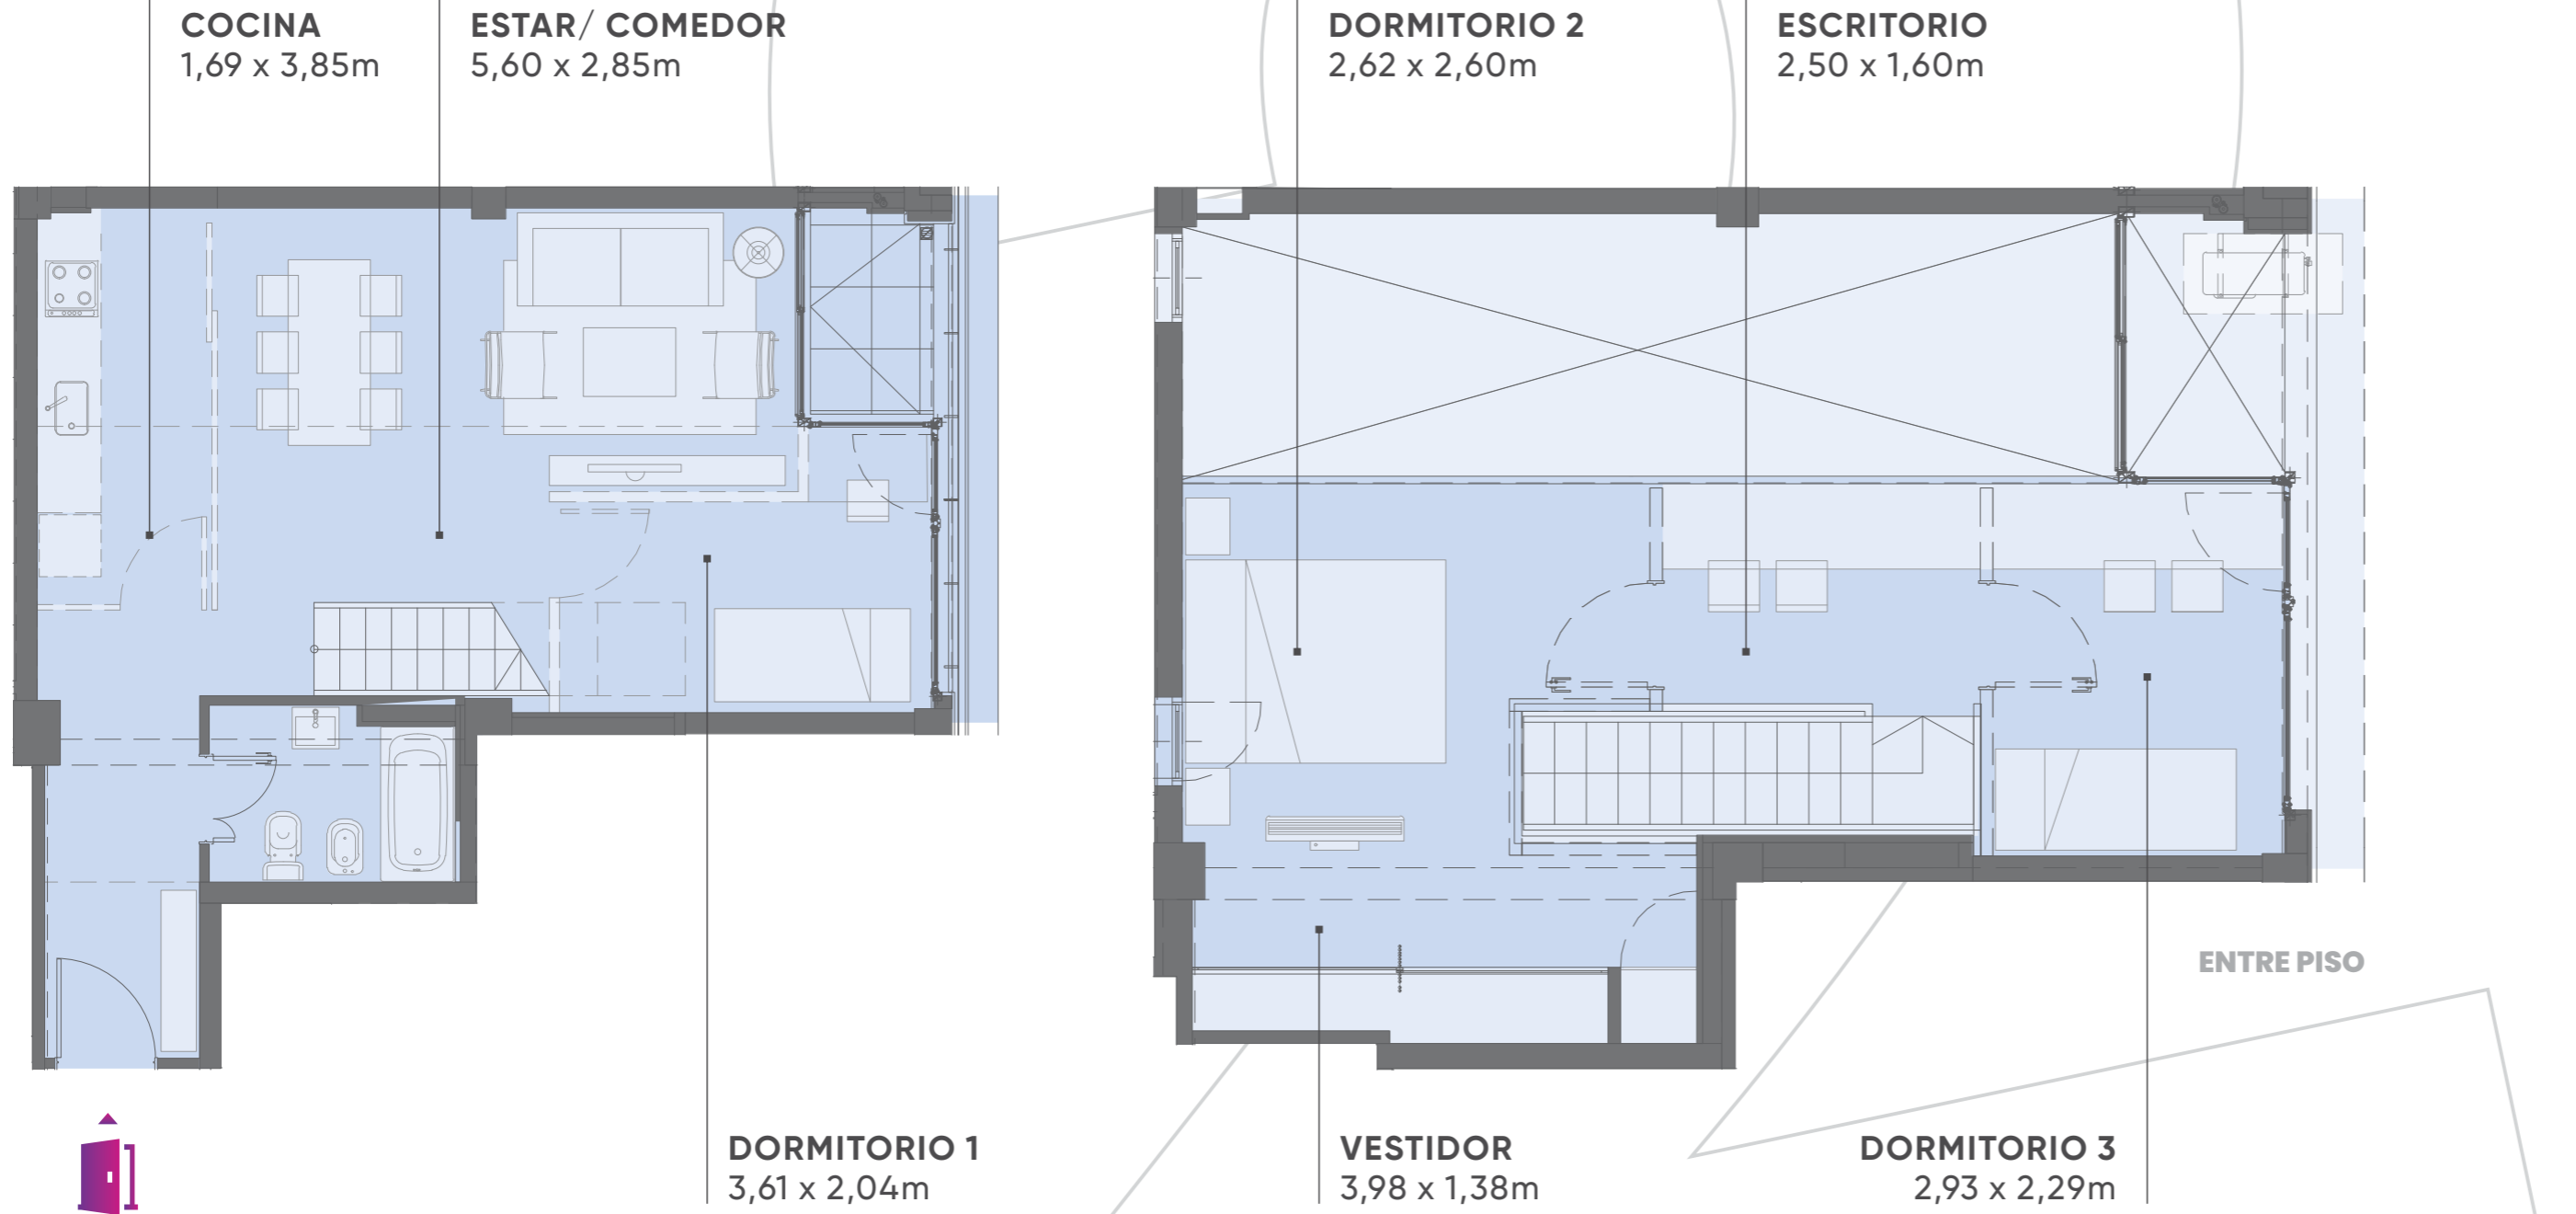 COCINA
1,69 x 3,85m
ESTAR/ COMEDOR
5,60 x 2,85m
DORMITORIO 2
2,62 x 2,60m
ESCRITORIO
2,50 x 1,60m
ENTRE PISO
DORMITORIO 1
3,61 x 2,04m
VESTIDOR
3,98 x 1,38m
DORMITORIO 3
2,93 x 2,29m